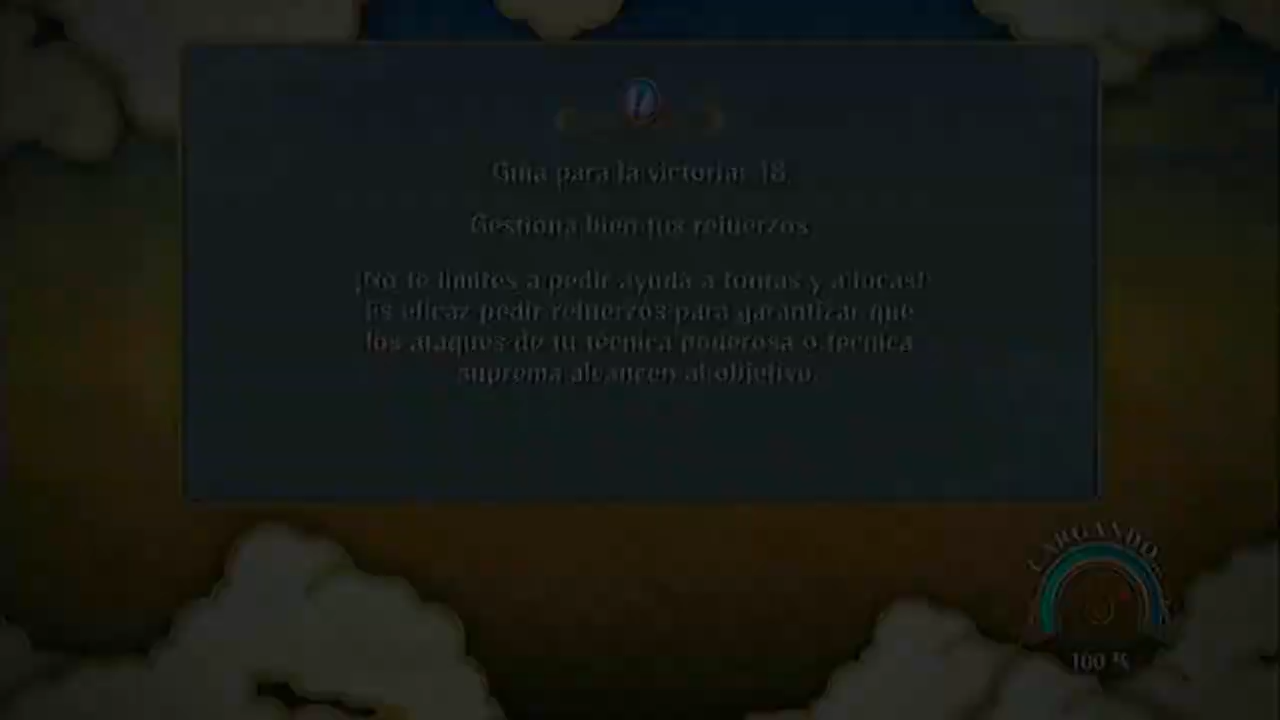 Guía para la victoria: 18
Gestiona bien tus refuerzos
¡No te limites a pedir ayuda a tontas y a locas!
Es eficaz pedir refuerzos para garantizar que
los ataques de tu técnica poderosa o técnica
suprema alcancen al objetivo.
CARGANDO...
100 %